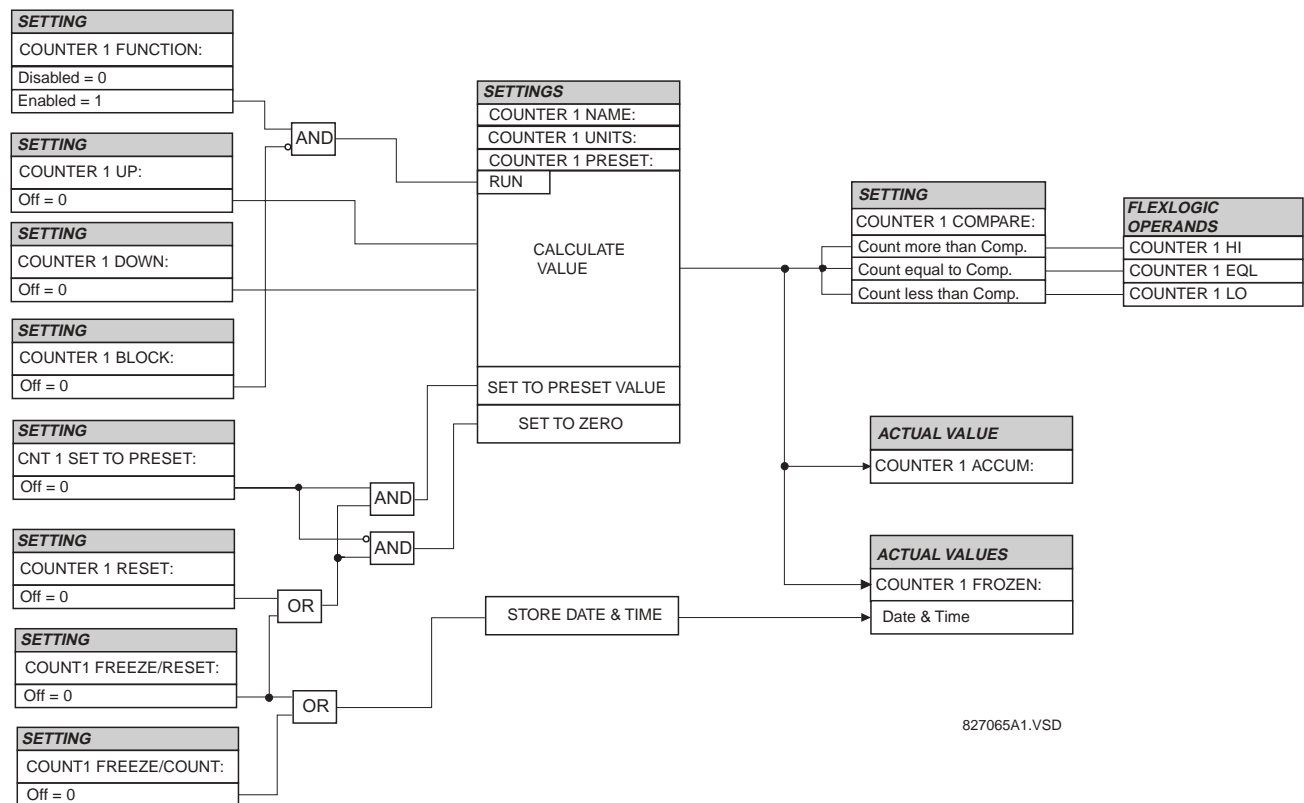 SETTING
COUNTER 1 FUNCTION:
Disabled = 0
Enabled = 1
SETTING
COUNTER 1 UP:
Off = 0
SETTING
COUNTER 1 DOWN:
Off = 0
SETTING
COUNTER 1 BLOCK:
Off = 0
SETTING
CNT 1 SET TO PRESET:
Off = 0
SETTING
COUNTER 1 RESET:
Off = 0
SETTING
COUNT1 FREEZE/RESET:
Off = 0
SETTING
COUNT1 FREEZE/COUNT:
Off = 0
AND
AND
AND
OR
OR
SETTINGS
COUNTER 1 NAME:
COUNTER 1 UNITS:
COUNTER 1 PRESET:
RUN
CALCULATE
VALUE
SET TO PRESET VALUE
SET TO ZERO
STORE DATE & TIME
SETTING
COUNTER 1 COMPARE:
Count more than Comp.
Count equal to Comp.
Count less than Comp.
FLEXLOGIC
OPERANDS
COUNTER 1 HI
COUNTER 1 EQL
COUNTER 1 LO
ACTUAL VALUE
COUNTER 1 ACCUM:
ACTUAL VALUES
COUNTER 1 FROZEN:
Date & Time
827065A1.VSD